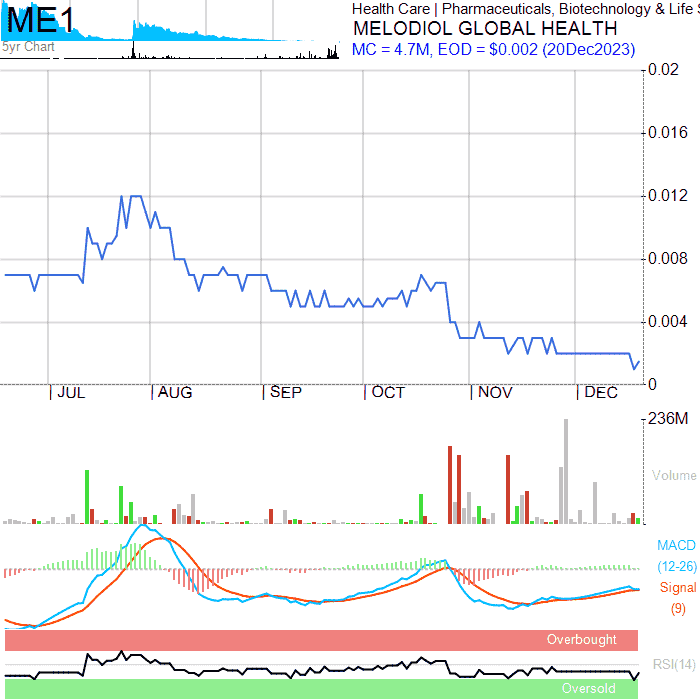 ME1
5yr Chart
Health Care | Pharmaceuticals, Biotechnology & Life S
MELODIOL GLOBAL HEALTH
MC = 4.7M, EOD = $0.002 (20Dec2023)
0.02
0.016
0.012
0.008
0.004
0
JUL AUG SEP OCT NOV DEC
236M
Volume
MACD
(12-26)
Signal
(9)
Overbought
RSI(14)
Oversold